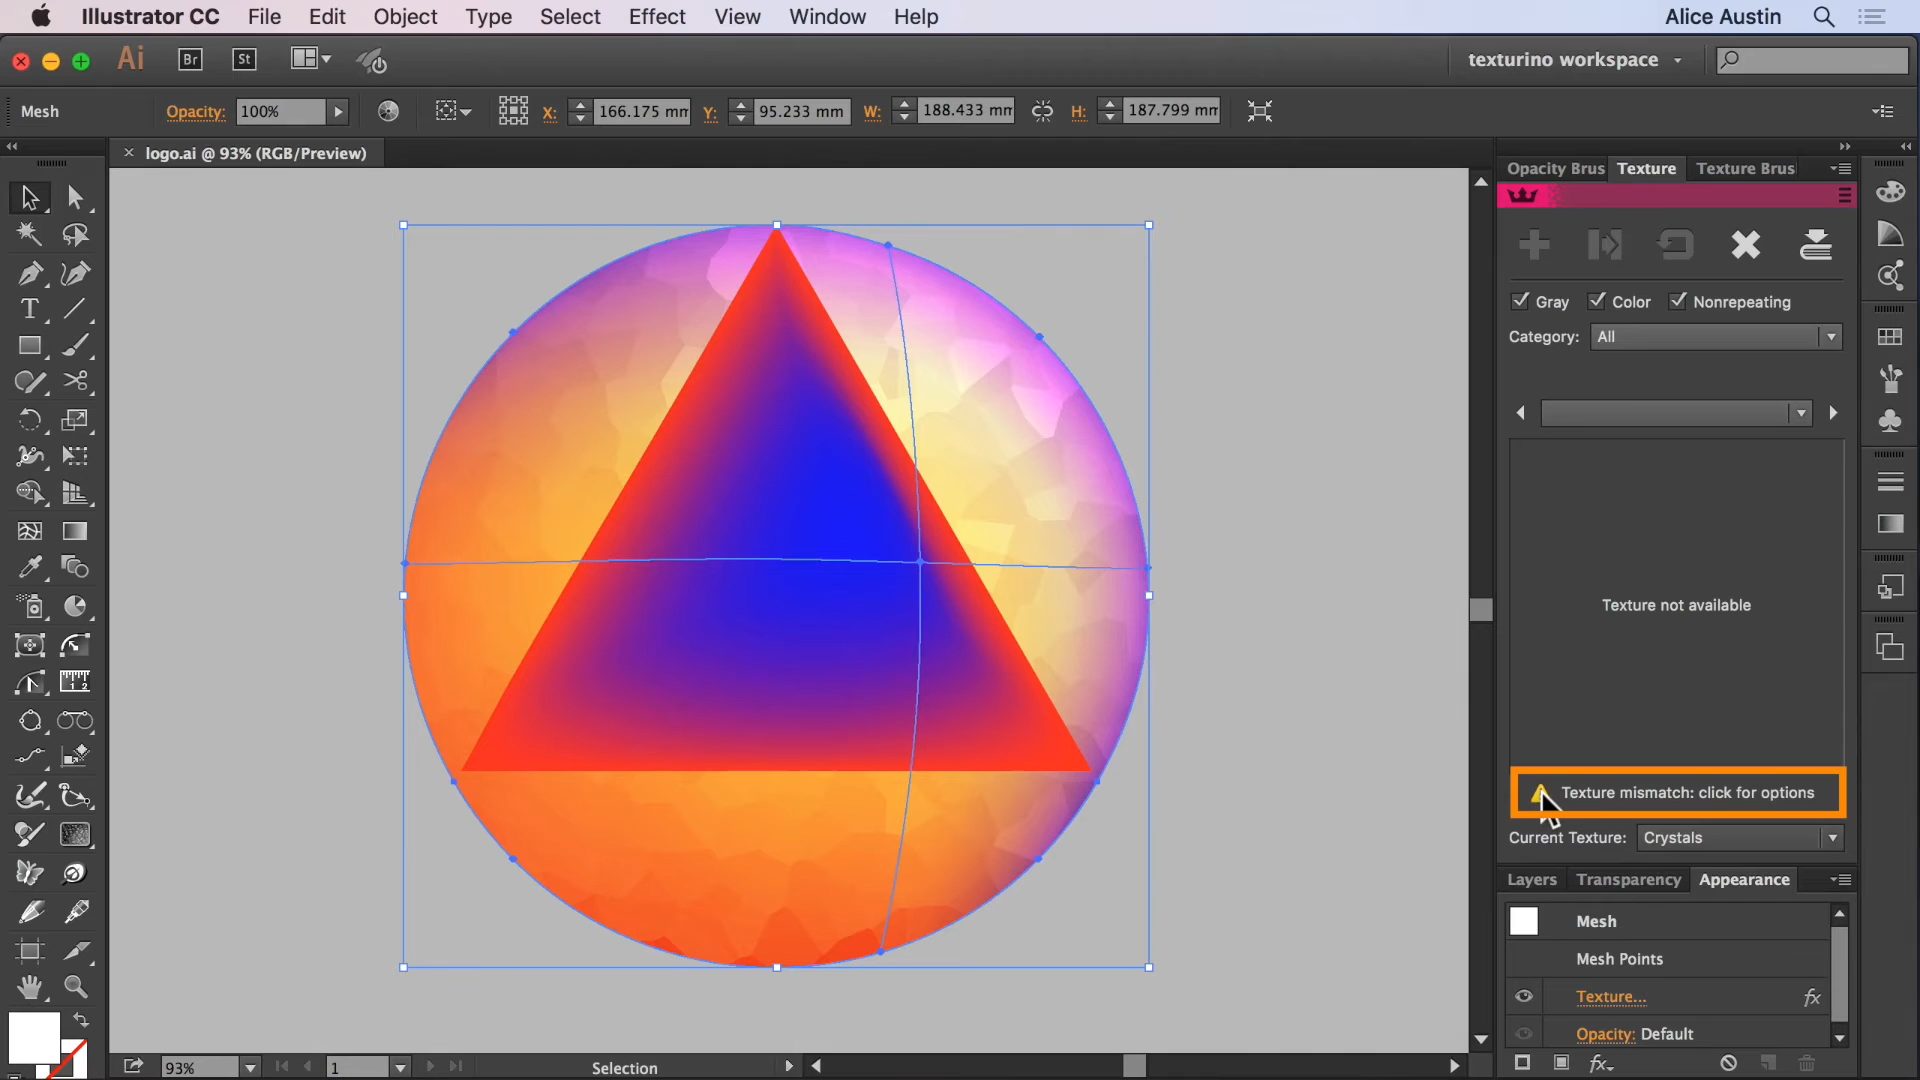 Illustrator CC File Edit Object Type Select Effect View Window Help Alice Austin
Ai Br St texturino workspace
Mesh Opacity: 100% X: 166.175 mm Y: 95.233 mm W: 188.433 mm H: 187.799 mm
× logo.ai @ 93% (RGB/Preview)
Opacity Brus Texture Texture Brus
Gray Color Nonrepeating
Category: All
Texture not available
Texture mismatch: click for options
Current Texture: Crystals
Layers Transparency Appearance
Mesh
Mesh Points
Texture... fx
Opacity: Default
fx
93% 1 Selection